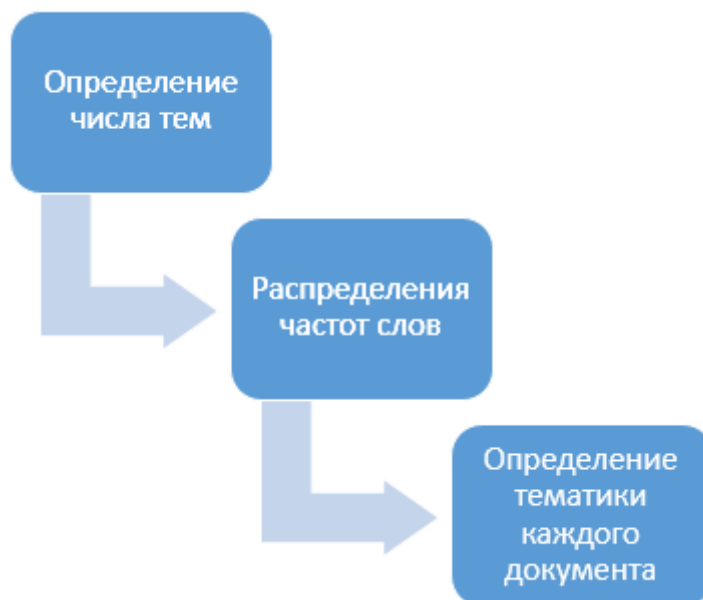 Определение
числа тем
Распределения
частот слов
Определение
тематики
каждого
документа